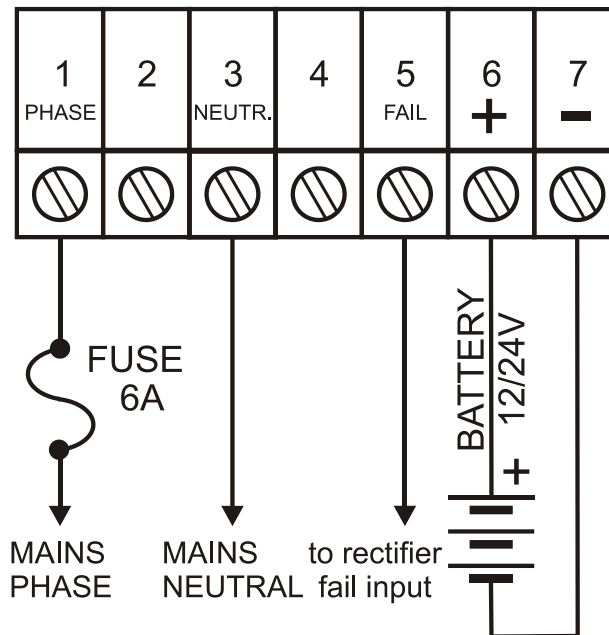 1 2 3 4 5 6 7
PHASE NEUTR. FAIL + -
FUSE
6A
BATTERY
12/24V
+
MAINS
PHASE
MAINS
NEUTRAL
to rectifier
fail input